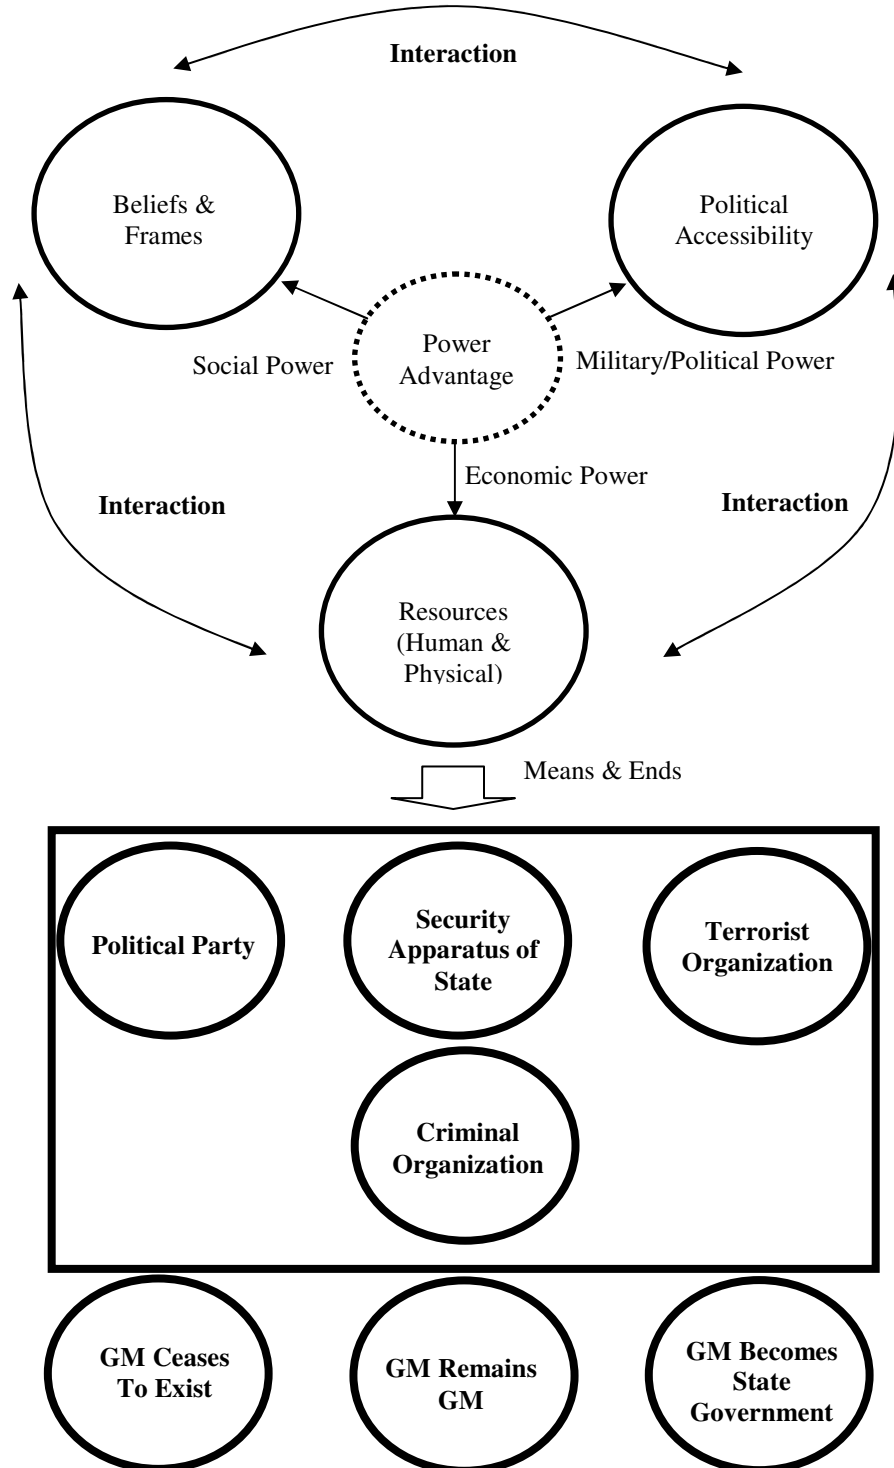 Interaction
Beliefs &
Frames
Political
Accessibility
Power
Advantage
Social Power
Military/Political Power
Economic Power
Interaction
Interaction
Resources
(Human &
Physical)
Means & Ends
Political Party
Security
Apparatus of
State
Terrorist
Organization
Criminal
Organization
GM Ceases
To Exist
GM Remains
GM
GM Becomes
State
Government